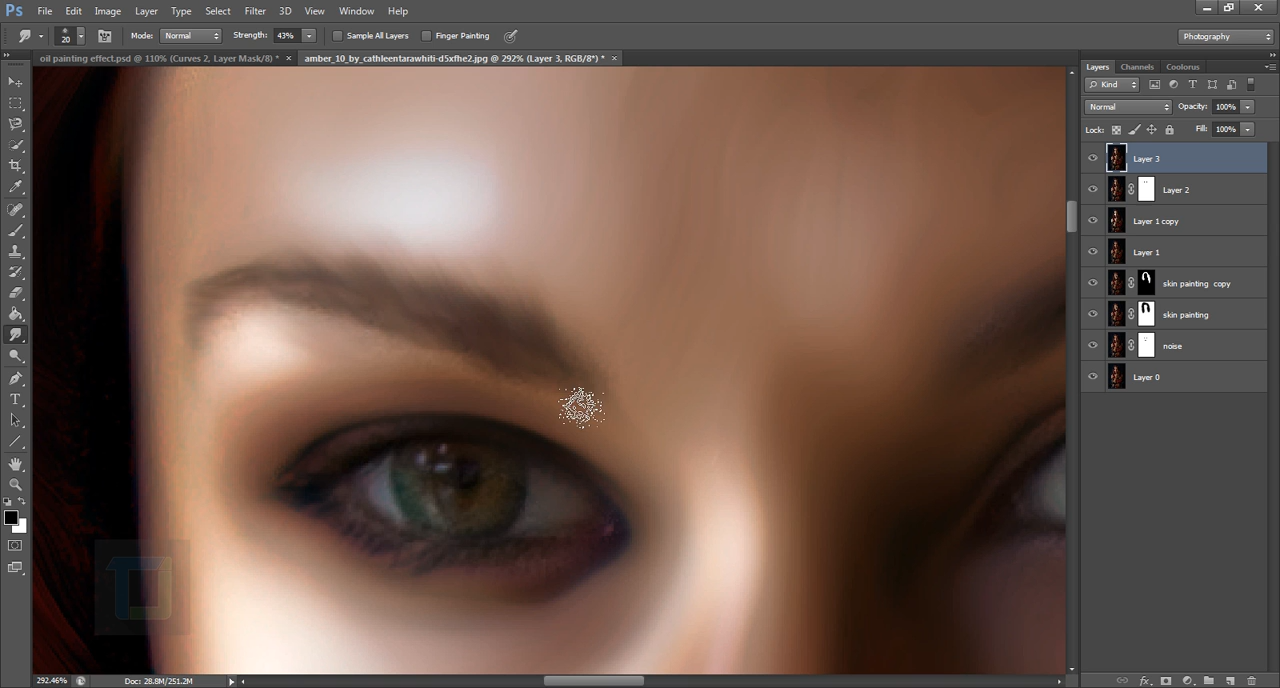 Ps File Edit Image Layer Type Select Filter 3D View Window Help
20 Mode: Normal Strength: 43% Sample All Layers Finger Painting Photography
oil painting effect.psd @ 110% (Curves 2, Layer Mask/8) * × amber_10_by_cathleentarawhiti-d5xfhe2.jpg @ 292% (Layer 3, RGB/8*) * ×
Layers Channels Coolorus
Kind
Normal Opacity: 100%
Lock: Fill: 100%
Layer 3
Layer 2
Layer 1 copy
Layer 1
skin painting copy
skin painting
noise
Layer 0
292.46% Doc: 28.8M/251.2M